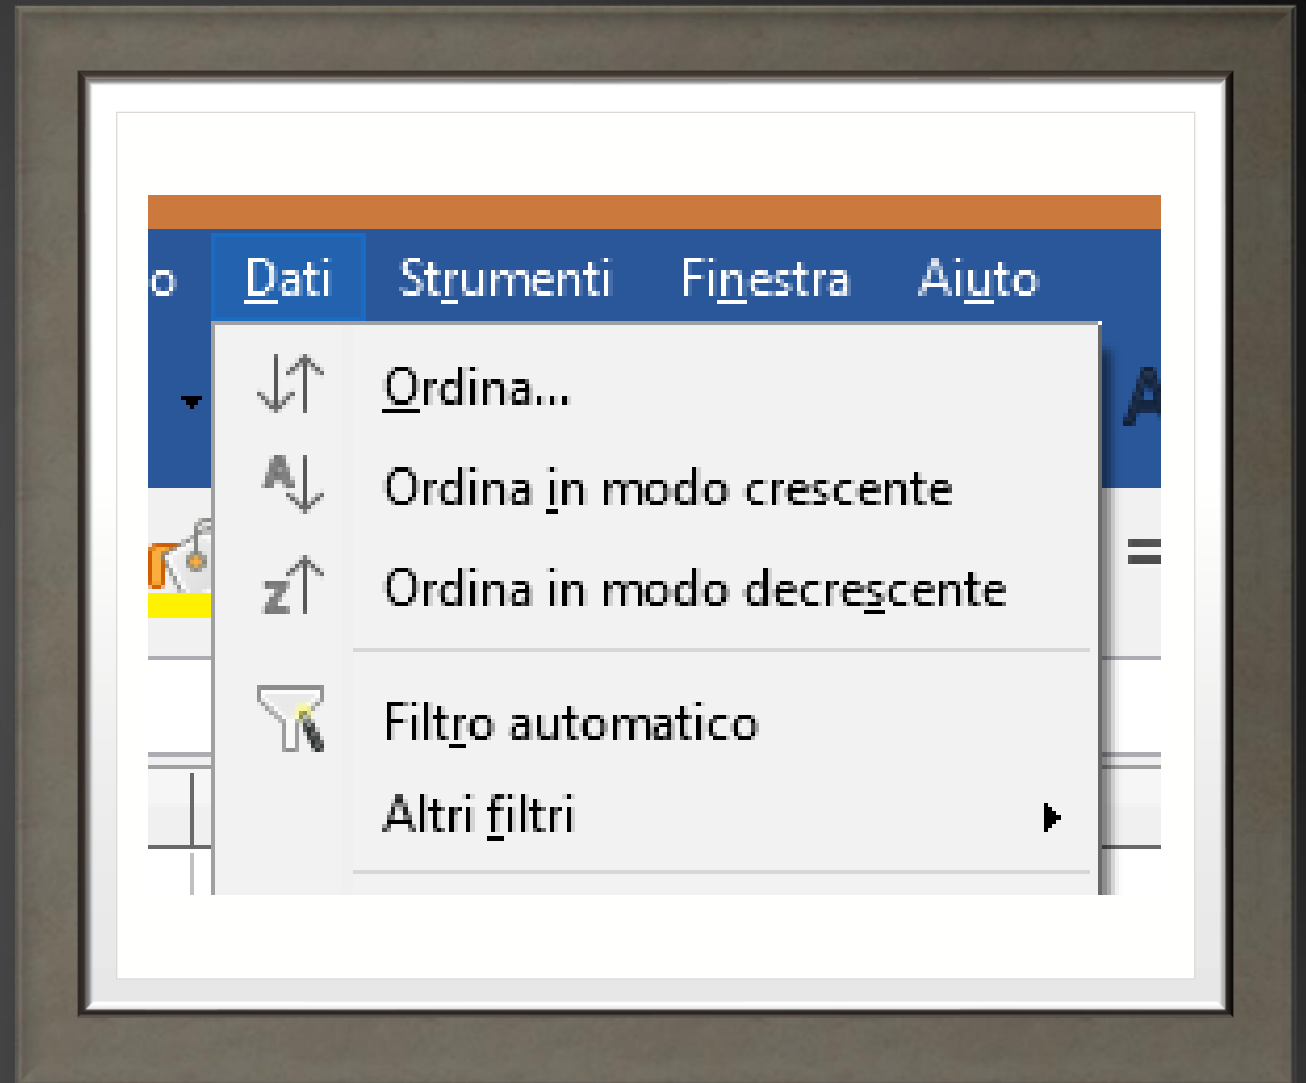 o Dati Strumenti Finestra Aiuto
Ordina...
Ordina in modo crescente
Ordina in modo decrescente
Filtro automatico
Altri filtri